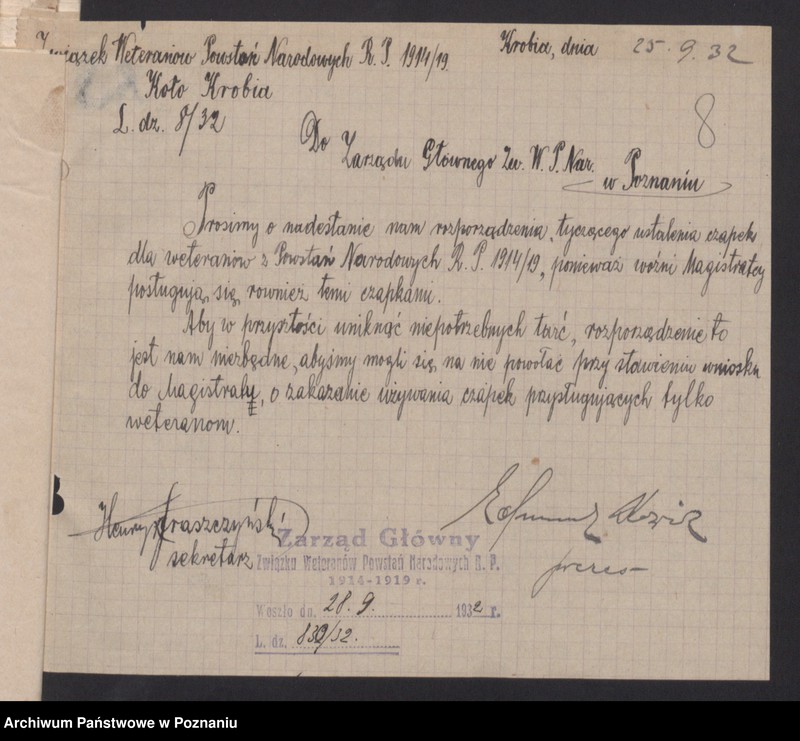 Związek Weteranów Powstań Narodowych R. P. 1914/19.
Krobia, dnia 25. 9. 32
Koło Krobia
L. dz. 8/32
8
Do
Zarządu Głównego Zw. W. P. Nar.
w Poznaniu
Prosimy o nadesłanie nam rozporządzenia, tyczącego ustalenia czapek
dla weteranów z Powstań Narodowych R. P. 1914/19, ponieważ woźni Magistratcy
posługują się rownież temi czapkami.
Aby w przyszłości uniknąć niepotrzebnych tarć, rozporządzenie to
jest nam niezbędne, abyśmy mogli się na nie powołać przy stawieniu wniosku
do Magistratu, o zakazanie używania czapek przysługujących tylko
weteranom.
Henryk
sekretarz
Edmund
prezes
Zarząd Główny
Związku Weteranów Powstań Narodowych R. P.
1914-1919 r.
Weszło dn. 28. 9. 1932 r.
L. dz. 839/32.
Archiwum Państwowe w Poznaniu